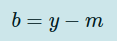 b = y − m